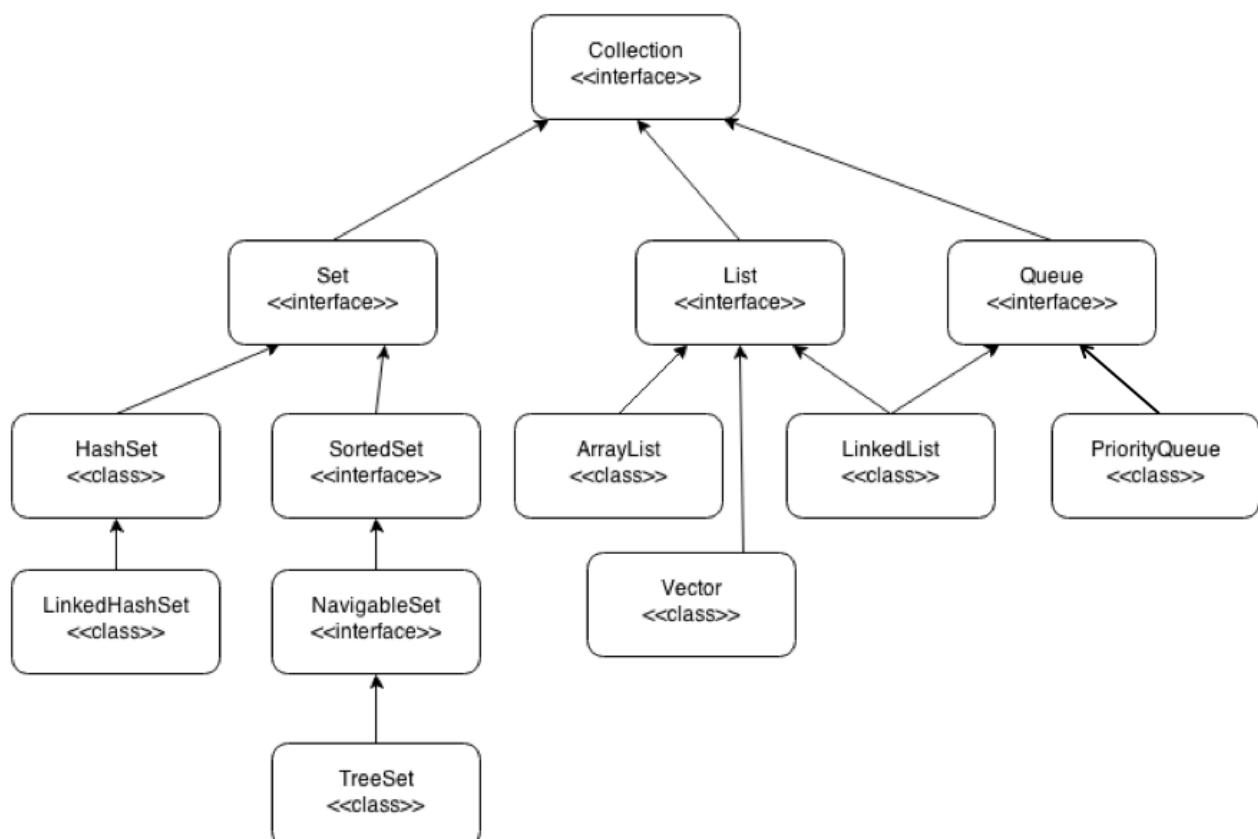 Collection
<<interface>>
Set
<<interface>>
List
<<interface>>
Queue
<<interface>>
HashSet
<<class>>
SortedSet
<<interface>>
ArrayList
<<class>>
LinkedList
<<class>>
PriorityQueue
<<class>>
LinkedHashSet
<<class>>
NavigableSet
<<interface>>
Vector
<<class>>
TreeSet
<<class>>